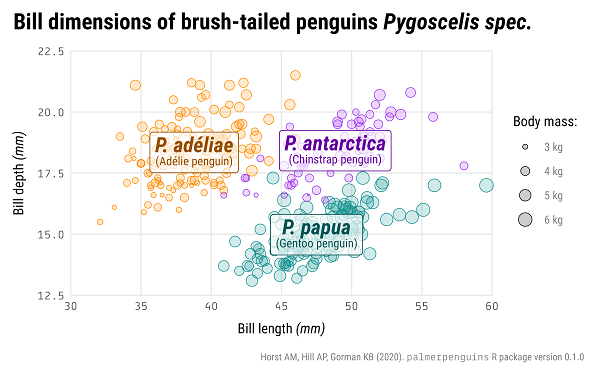 Bill dimensions of brush-tailed penguins Pygoscelis spec.
22.5
20.0
17.5
15.0
12.5
Bill depth (mm)
P. adéliae
(Adélie penguin)
P. antarctica
(Chinstrap penguin)
P. papua
(Gentoo penguin)
30 35 40 45 50 55 60
Bill length (mm)
Body mass:
3 kg
4 kg
5 kg
6 kg
Horst AM, Hill AP, Gorman KB (2020). palmerpenguins R package version 0.1.0